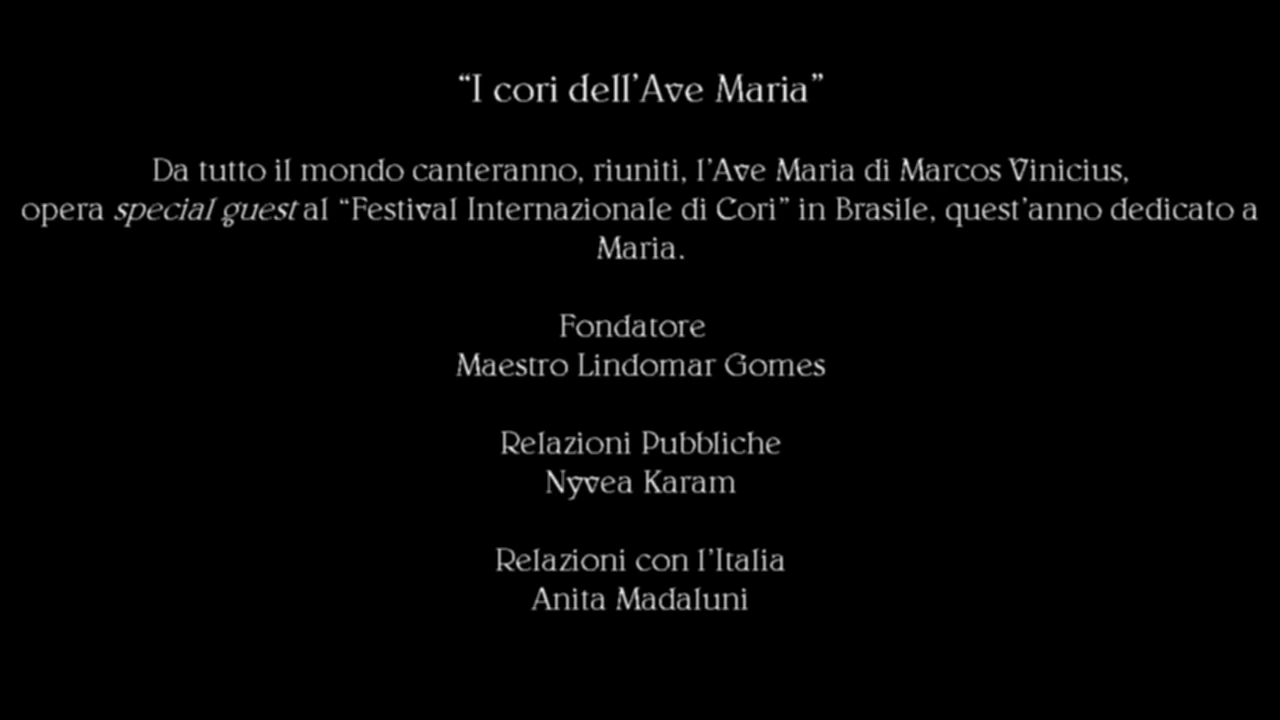 “I cori dell’Ave Maria”
Da tutto il mondo canteranno, riuniti, l’Ave Maria di Marcos Vinicius,
opera special guest al “Festival Internazionale di Cori” in Brasile, quest’anno dedicato a
Maria.
Fondatore
Maestro Lindomar Gomes
Relazioni Pubbliche
Nyvea Karam
Relazioni con l’Italia
Anita Madaluni